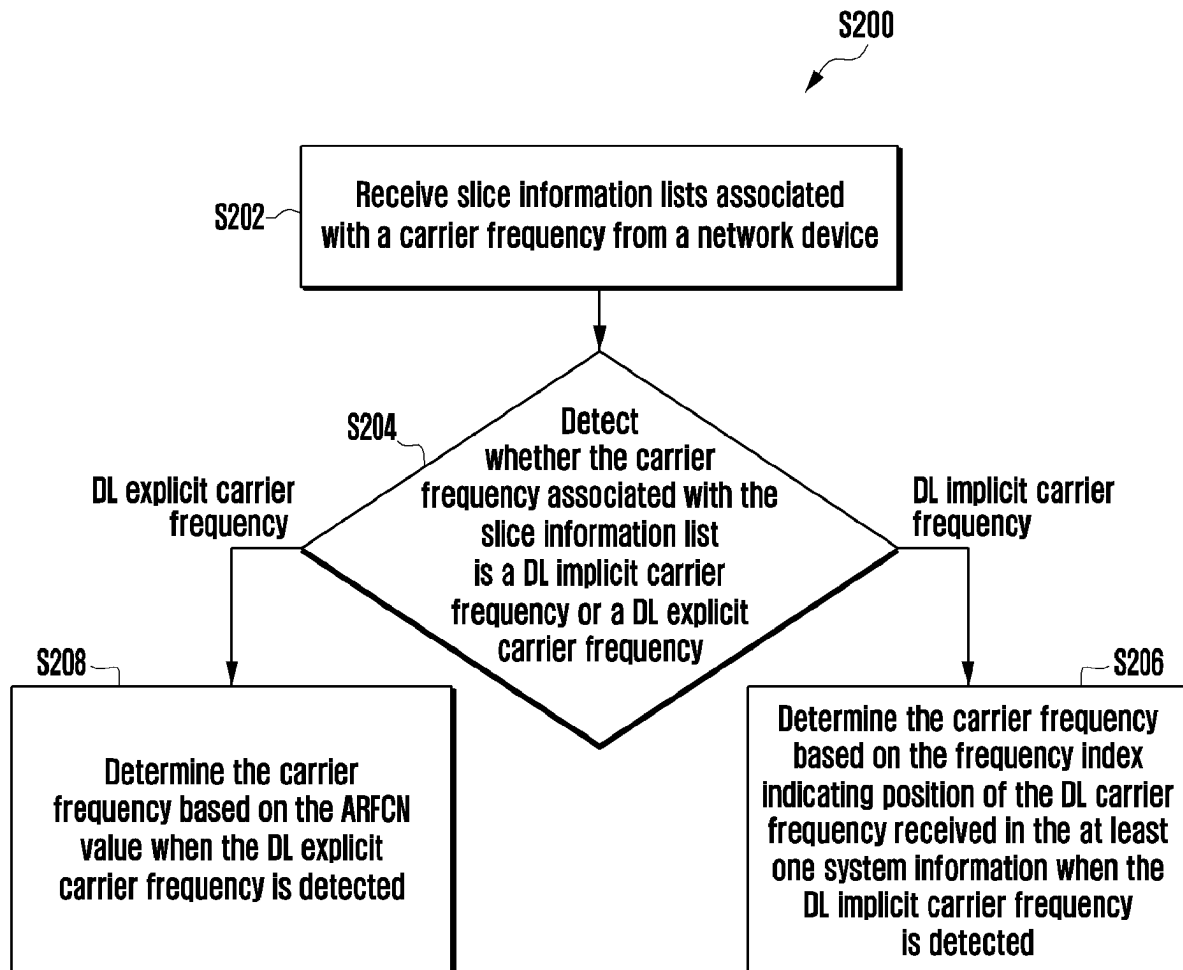 S200
S202
Receive slice information lists associated
with a carrier frequency from a network device
S204
Detect
whether the carrier
frequency associated with the
slice information list
is a DL implicit carrier
frequency or a DL explicit
carrier frequency
DL explicit carrier
frequency
DL implicit carrier
frequency
S208
Determine the carrier
frequency based on the ARFCN
value when the DL explicit
carrier frequency is detected
S206
Determine the carrier frequency
based on the frequency index
indicating position of the DL carrier
frequency received in the at least
one system information when the
DL implicit carrier frequency
is detected